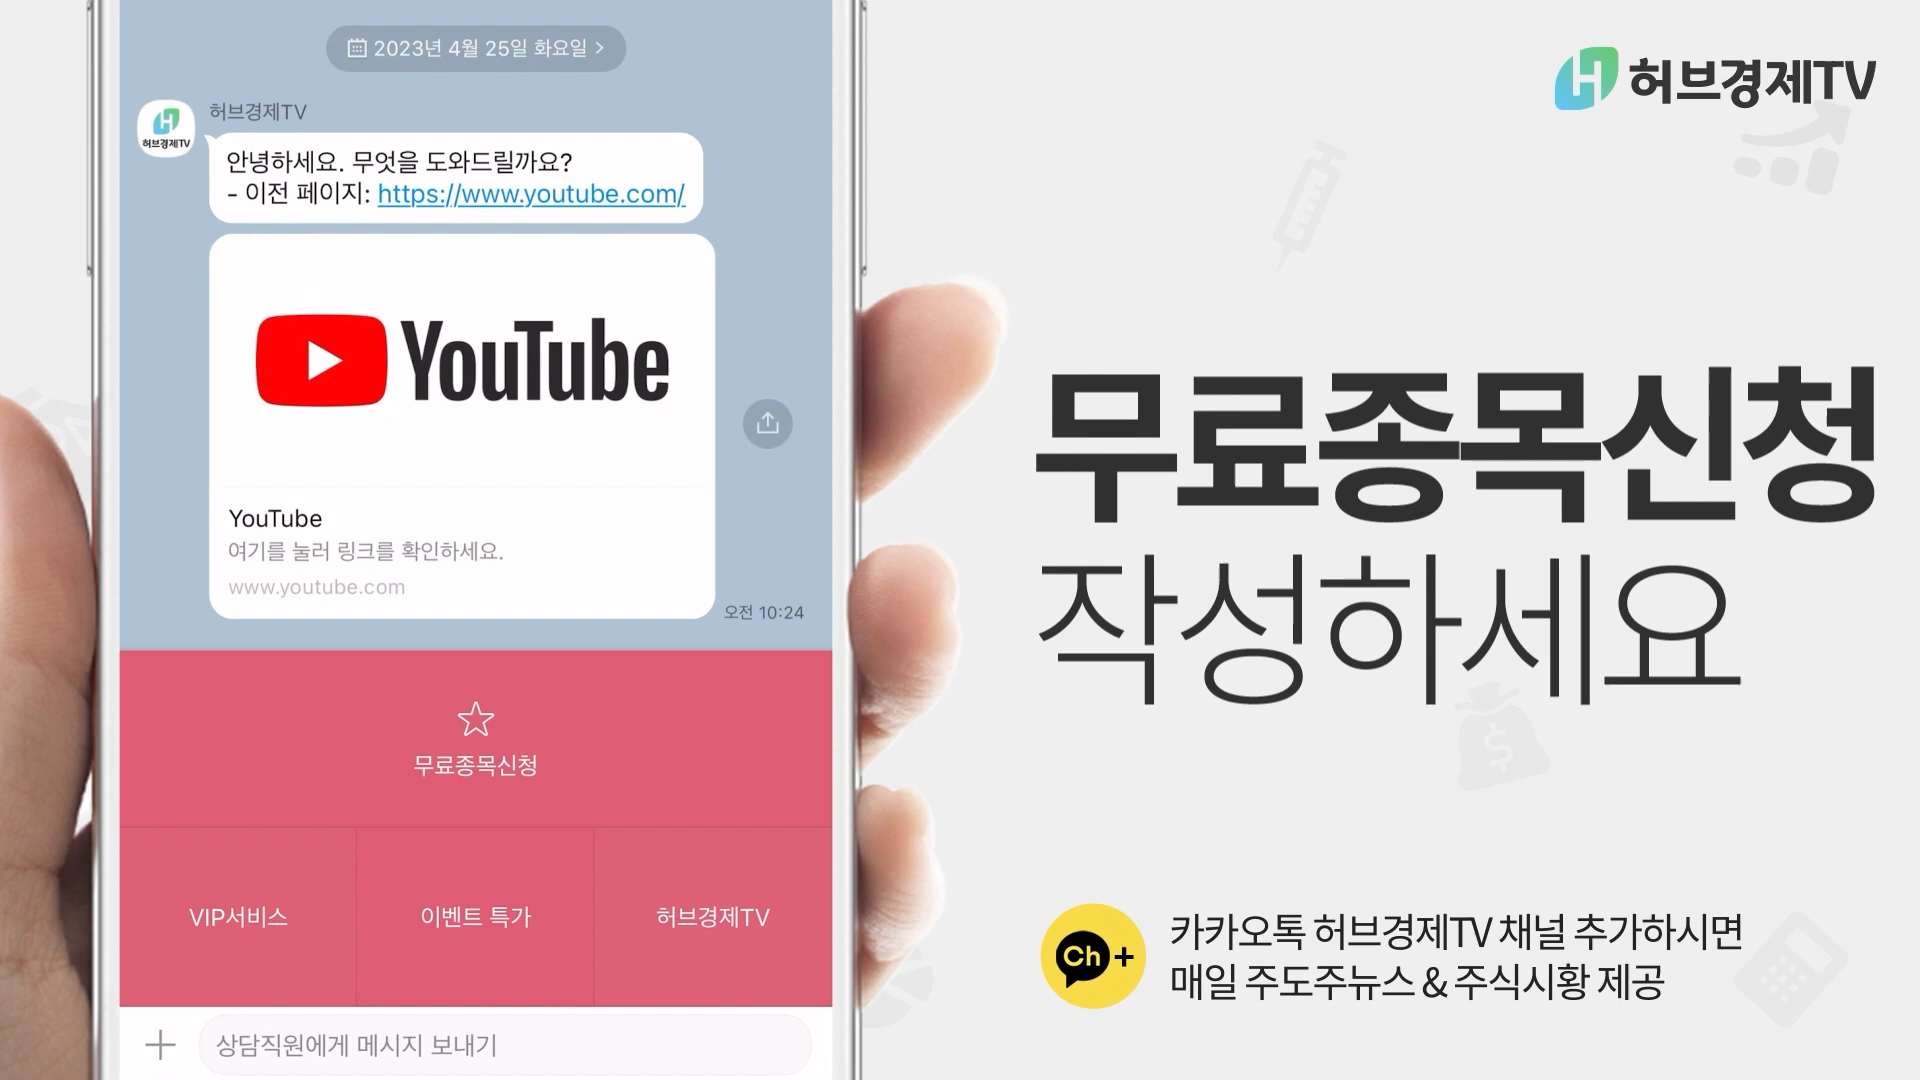 2023년 4월 25일 화요일 >
허브경제TV
허브경제TV
안녕하세요. 무엇을 도와드릴까요?
- 이전 페이지: https://www.youtube.com/
YouTube
YouTube
여기를 눌러 링크를 확인하세요.
www.youtube.com
오전 10:24
무료종목신청
VIP서비스
이벤트 특가
허브경제TV
상담직원에게 메시지 보내기
허브경제TV
무료종목신청
작성하세요
Ch+
카카오톡 허브경제TV 채널 추가하시면
매일 주도주뉴스 & 주식시황 제공